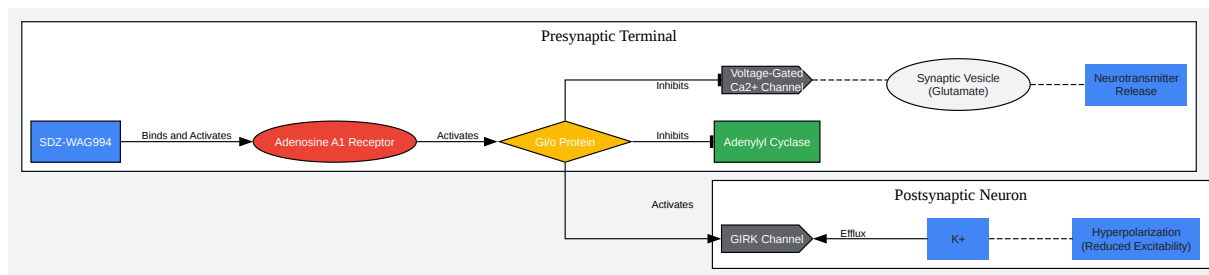 Presynaptic Terminal
Voltage-Gated
Ca2+ Channel
Synaptic Vesicle
(Glutamate)
Neurotransmitter
Release
Inhibits
SDZ-WAG994
Binds and Activates
Adenosine A1 Receptor
Activates
Gi/o Protein
Inhibits
Adenylyl Cyclase
Postsynaptic Neuron
Activates
GIRK Channel
Efflux
K+
Hyperpolarization
(Reduced Excitability)